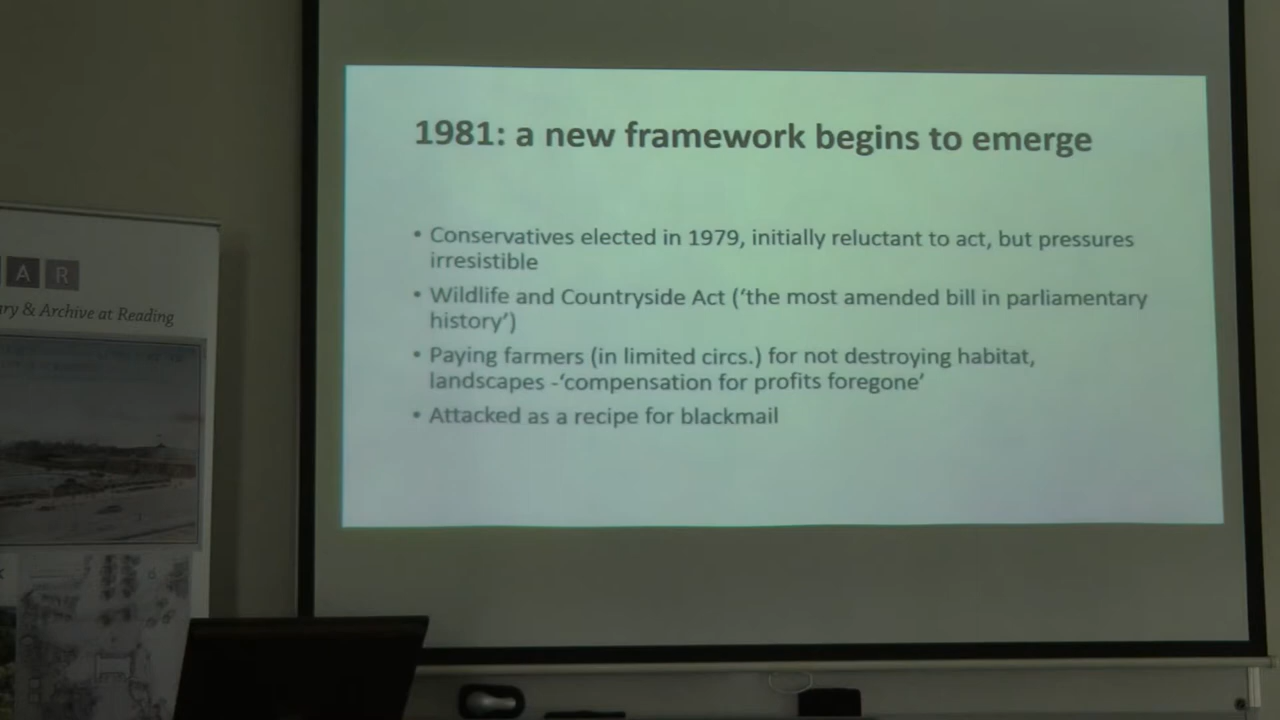 1981: a new framework begins to emerge
• Conservatives elected in 1979, initially reluctant to act, but pressures
irresistible
• Wildlife and Countryside Act (‘the most amended bill in parliamentary
history’)
• Paying farmers (in limited circs.) for not destroying habitat,
landscapes -‘compensation for profits foregone’
• Attacked as a recipe for blackmail
A R
& Archive at Reading